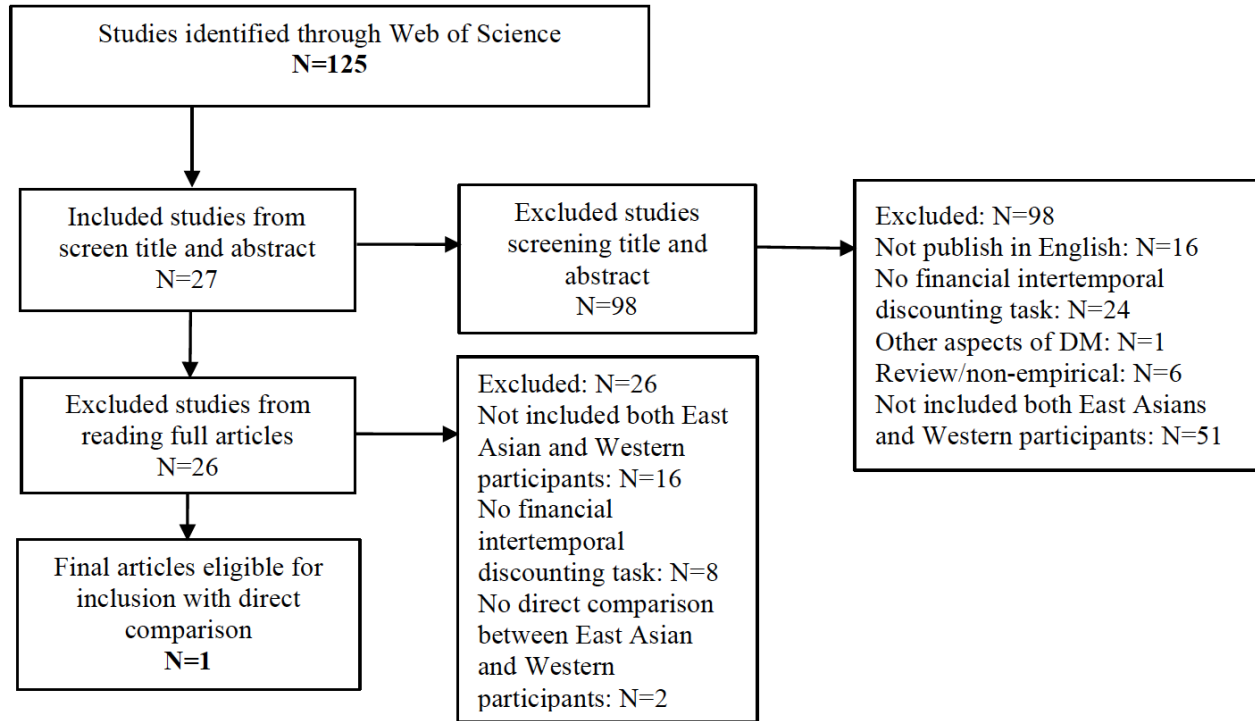 Studies identified through Web of Science
N=125
Included studies from
screen title and abstract
N=27
Excluded studies
screening title and
abstract
N=98
Excluded: N=98
Not publish in English: N=16
No financial intertemporal
discounting task: N=24
Other aspects of DM: N=1
Review/non-empirical: N=6
Not included both East Asians
and Western participants: N=51
Excluded studies from
reading full articles
N=26
Excluded: N=26
Not included both East
Asian and Western
participants: N=16
No financial
intertemporal
discounting task: N=8
No direct comparison
between East Asian
and Western
participants: N=2
Final articles eligible for
inclusion with direct
comparison
N=1